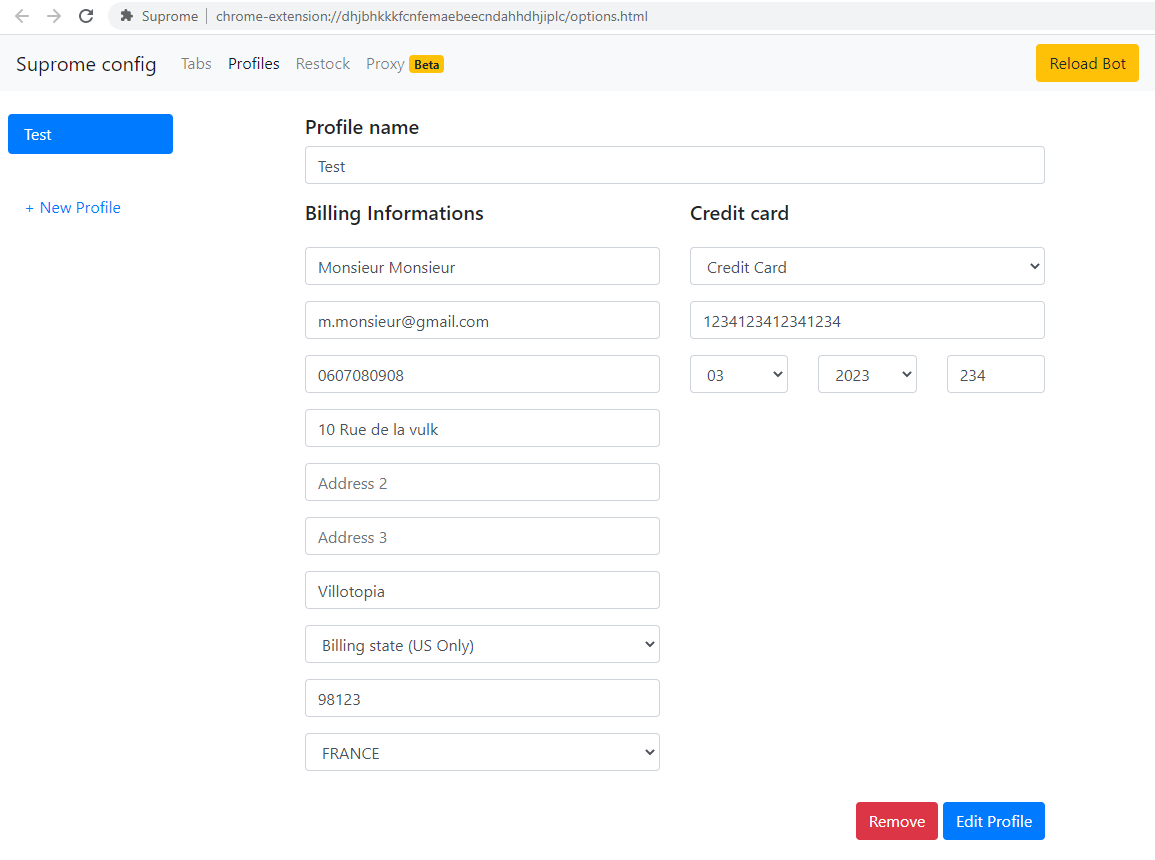 Suprome | chrome-extension://dhjbhkkkfcnfemaebeecndahhdhjiplc/options.html
Suprome config Tabs Profiles Restock Proxy Beta Reload Bot
Test
+ New Profile
Profile name
Test
Billing Informations
Monsieur Monsieur
m.monsieur@gmail.com
0607080908
10 Rue de la vulk
Address 2
Address 3
Villotopia
Billing state (US Only)
98123
FRANCE
Credit card
Credit Card
1234123412341234
03 2023 234
Remove Edit Profile